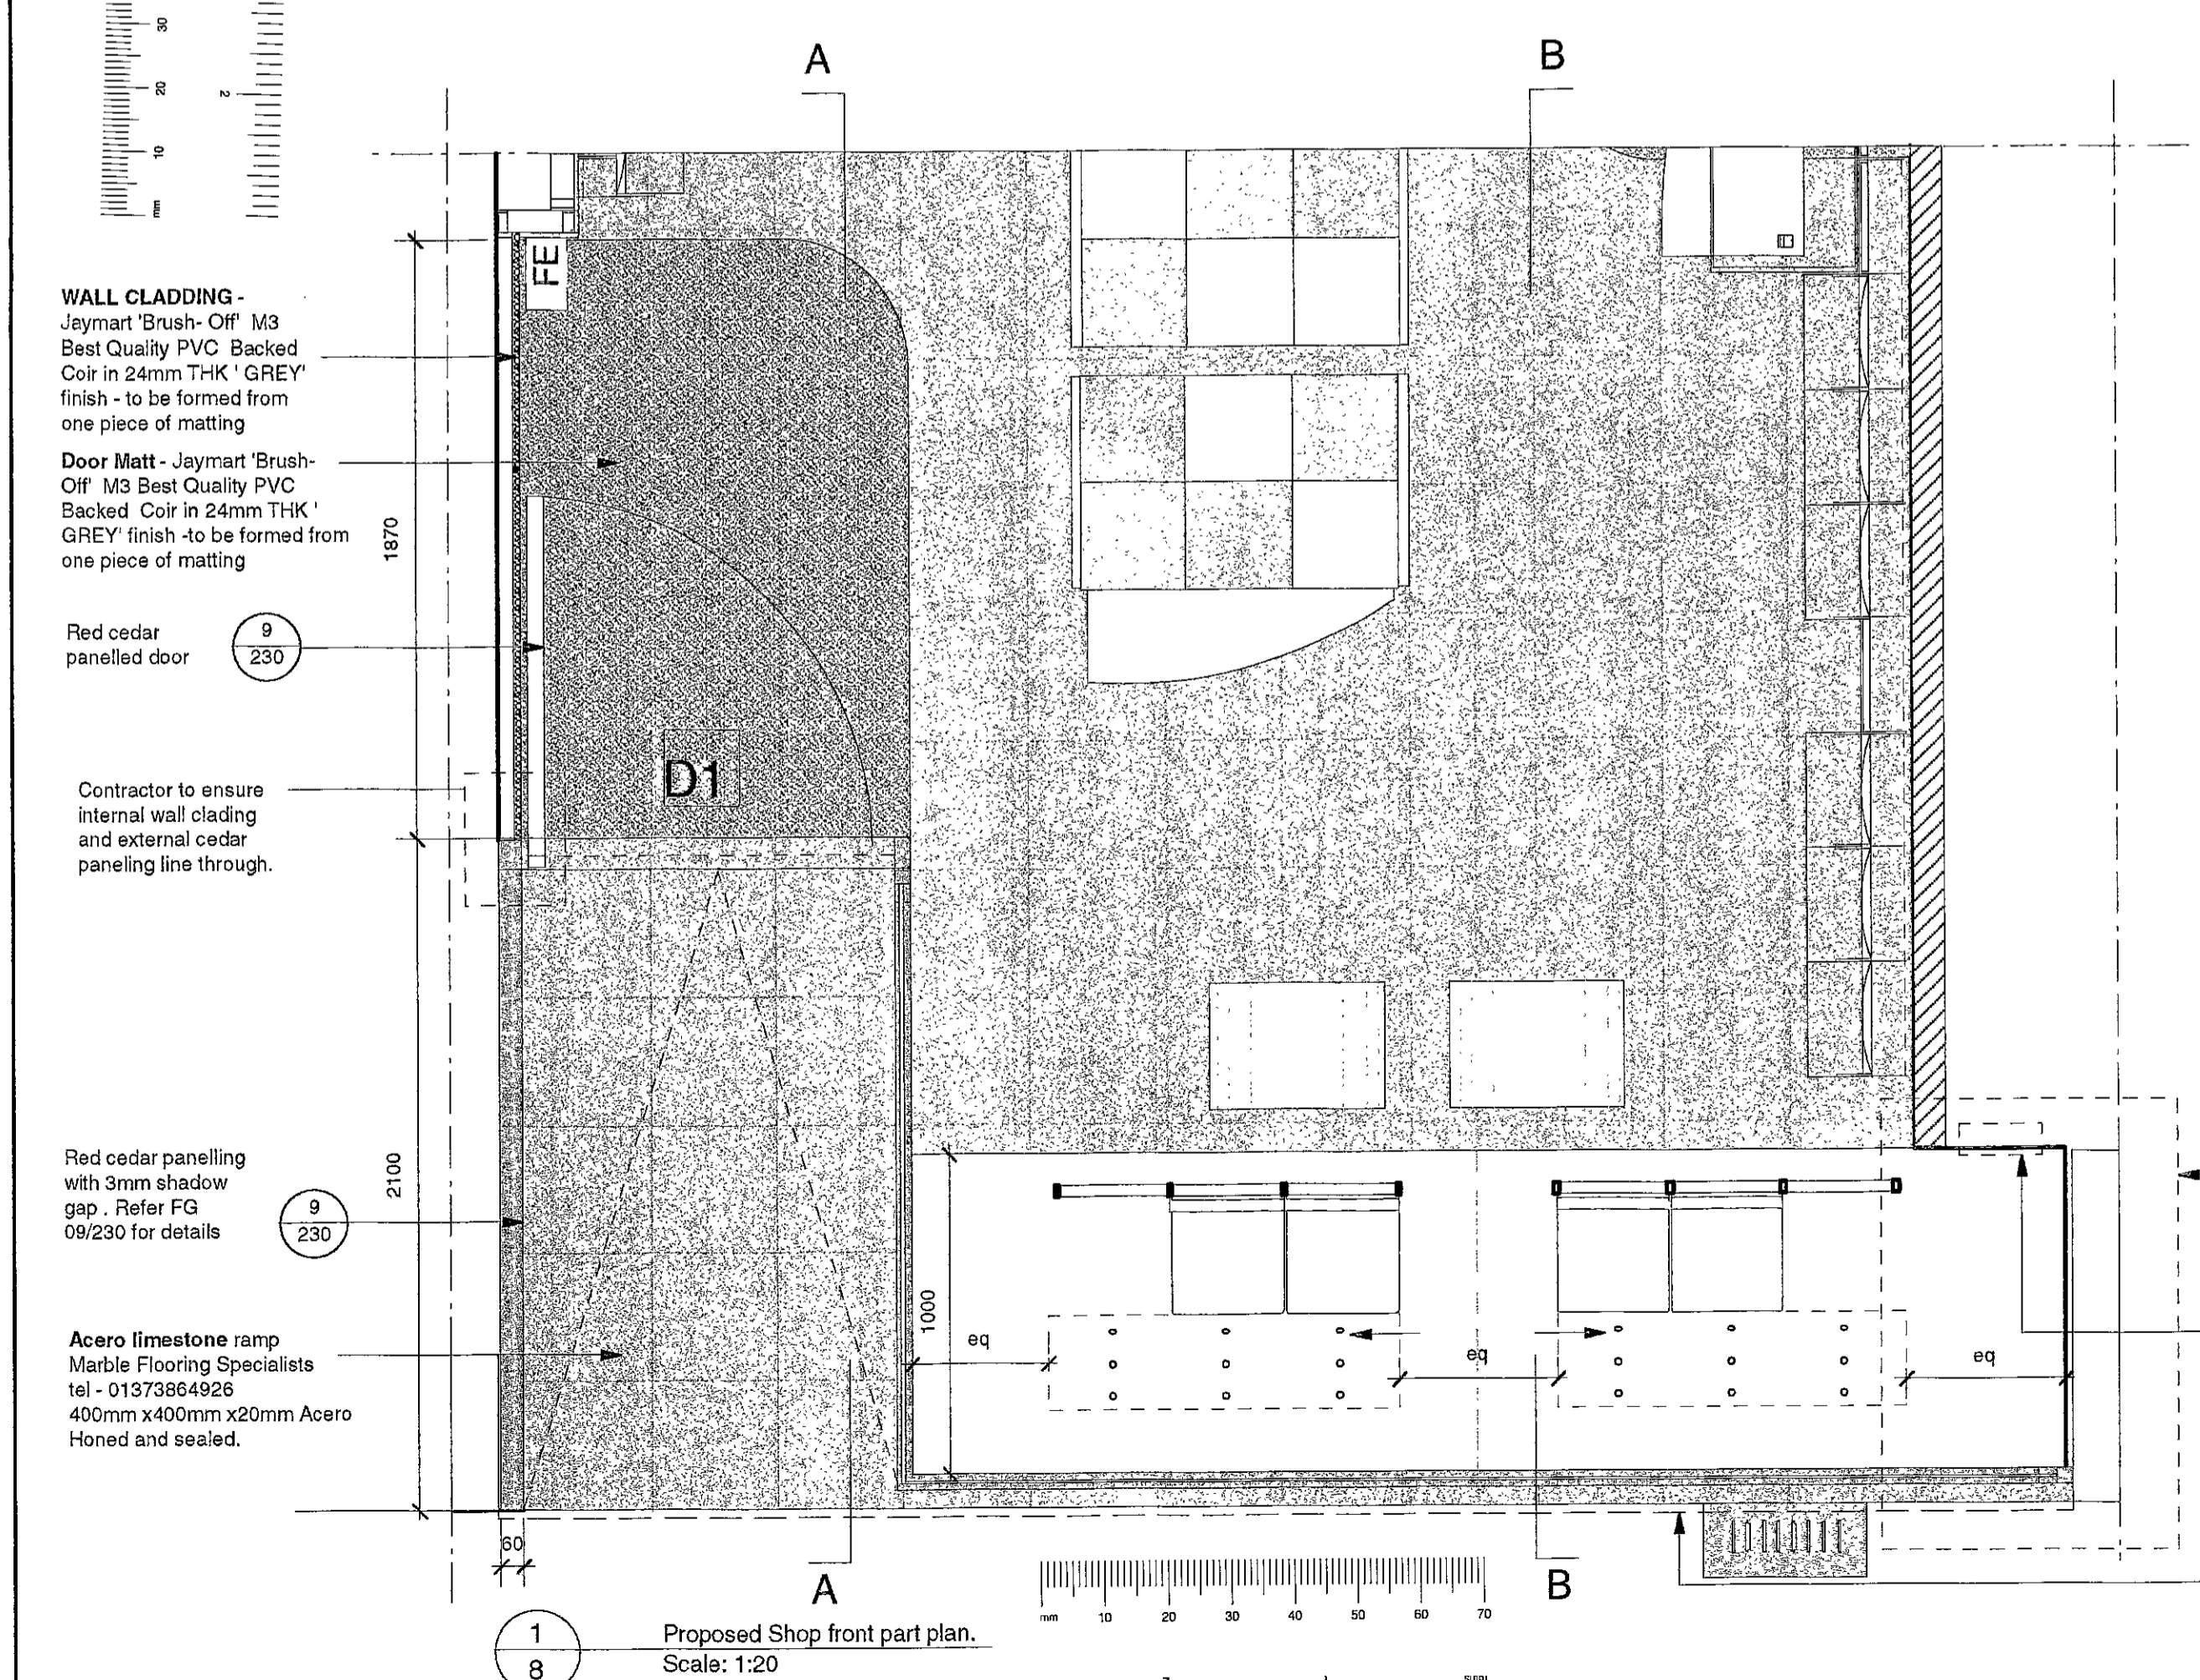 30
20
10
mm
2
A
B
WALL CLADDING -
Jaymart 'Brush- Off' M3
Best Quality PVC Backed
Coir in 24mm THK ' GREY'
finish - to be formed from
one piece of matting
FE
Door Matt - Jaymart 'Brush-
Off' M3 Best Quality PVC
Backed Coir in 24mm THK '
GREY' finish -to be formed from
one piece of matting
1870
Red cedar
panelled door
9
230
D1
Contractor to ensure
internal wall clading
and external cedar
paneling line through.
2100
Red cedar panelling
with 3mm shadow
gap . Refer FG
09/230 for details
9
230
1000
eq
eq
eq
Acero limestone ramp
Marble Flooring Specialists
tel - 01373864926
400mm x400mm x20mm Acero
Honed and sealed.
60
A
B
mm 10 20 30 40 50 60 70
1
8
Proposed Shop front part plan.
Scale: 1:20